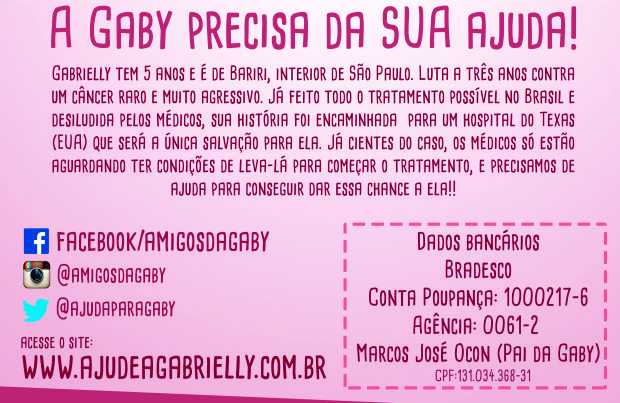 A GABY PRECISA DA SUA AJUDA!
GABRIELLY TEM 5 ANOS E É DE BARIRI, INTERIOR DE SÃO PAULO. LUTA A TRÊS ANOS CONTRA
UM CÂNCER RARO E MUITO AGRESSIVO. JÁ FEITO TODO O TRATAMENTO POSSÍVEL NO BRASIL E
DESILUDIDA PELOS MÉDICOS, SUA HISTÓRIA FOI ENCAMINHADA PARA UM HOSPITAL DO TEXAS
(EUA) QUE SERÁ A ÚNICA SALVAÇÃO PARA ELA. JÁ CIENTES DO CASO, OS MÉDICOS SÓ ESTÃO
AGUARDANDO TER CONDIÇÕES DE LEVA-LÁ PARA COMEÇAR O TRATAMENTO, E PRECISAMOS DE
AJUDA PARA CONSEGUIR DAR ESSA CHANCE A ELA!!
FACEBOOK/AMIGOSDAGABY
@AMIGOSDAGABY
@AJUDAPARAGABY
ACESSE O SITE:
WWW.AJUDEAGABRIELLY.COM.BR
DADOS BANCÁRIOS
BRADESCO
CONTA POUPANÇA: 1000217-6
AGÊNCIA: 0061-2
MARCOS JOSÉ OCON (PAI DA GABY)
CPF:131.034.368-31